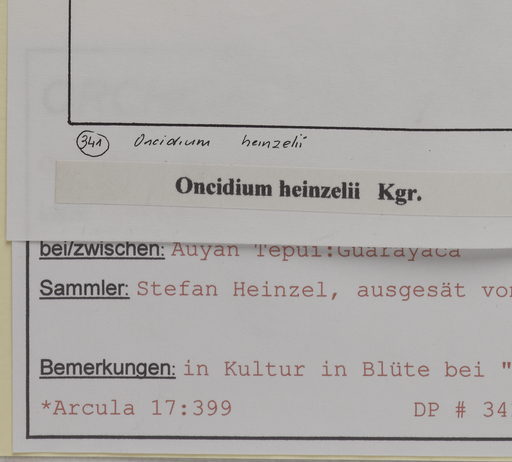 341 Oncidium heinzelii
Oncidium heinzelii Kgr.
bei/zwischen: Auyan Tepui:Guarayaca
Sammler: Stefan Heinzel, ausgesät vo
Bemerkungen: in Kultur in Blüte bei "
*Arcula 17:399 DP # 34